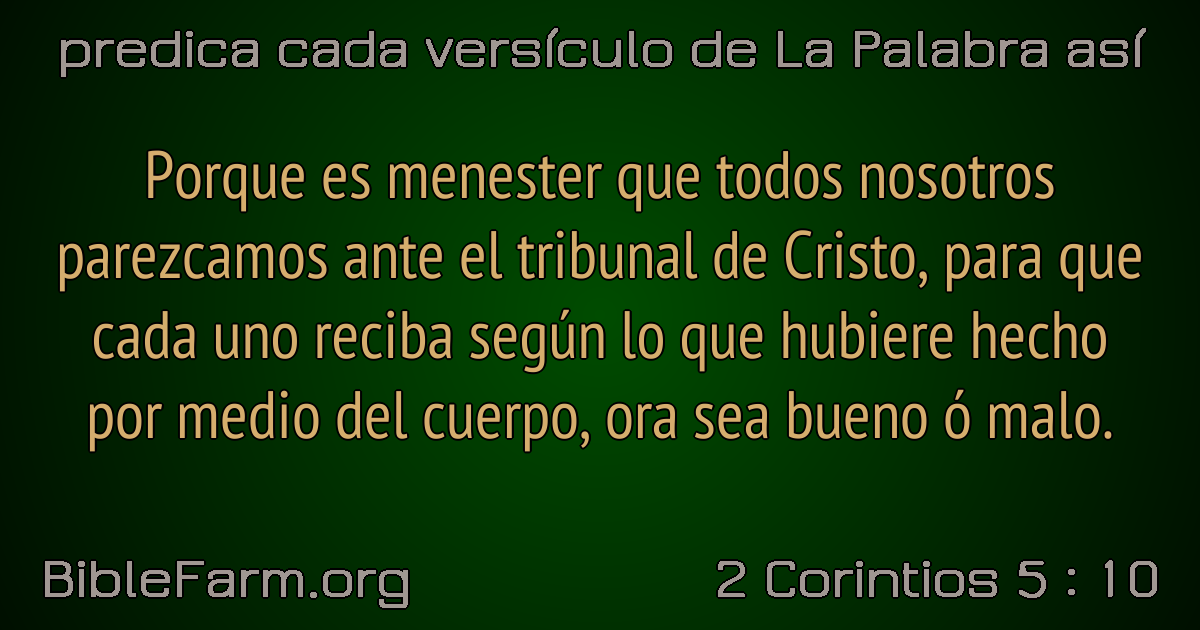 predica cada versículo de La Palabra así
Porque es menester que todos nosotros
parezcamos ante el tribunal de Cristo, para que
cada uno reciba según lo que hubiere hecho
por medio del cuerpo, ora sea bueno ó malo.
BibleFarm.org
2 Corintios 5 : 10